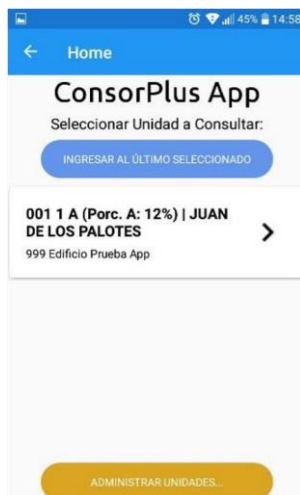 45% 14:58
Home
ConsorPlus App
Seleccionar Unidad a Consultar:
INGRESAR AL ÚLTIMO SELECCIONADO
001 1 A (Porc. A: 12%) | JUAN
DE LOS PALOTES
999 Edificio Prueba App
ADMINISTRAR UNIDADES...